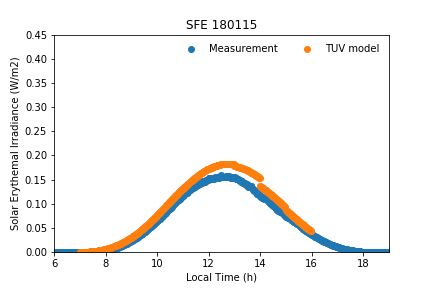 SFE 180115
Measurement
TUV model
Solar Erythemal Irradiance (W/m2)
0.45
0.40
0.35
0.30
0.25
0.20
0.15
0.10
0.05
0.00
6 8 10 12 14 16 18
Local Time (h)